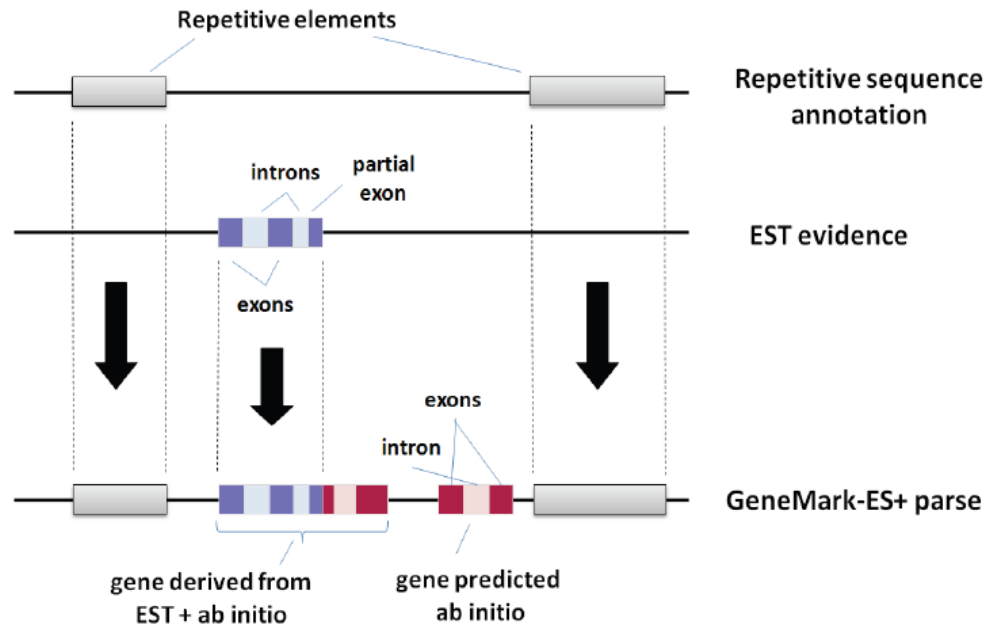 Repetitive elements
Repetitive sequence
annotation
introns
partial
exon
EST evidence
exons
exons
intron
GeneMark-ES+ parse
gene derived from
EST + ab initio
gene predicted
ab initio